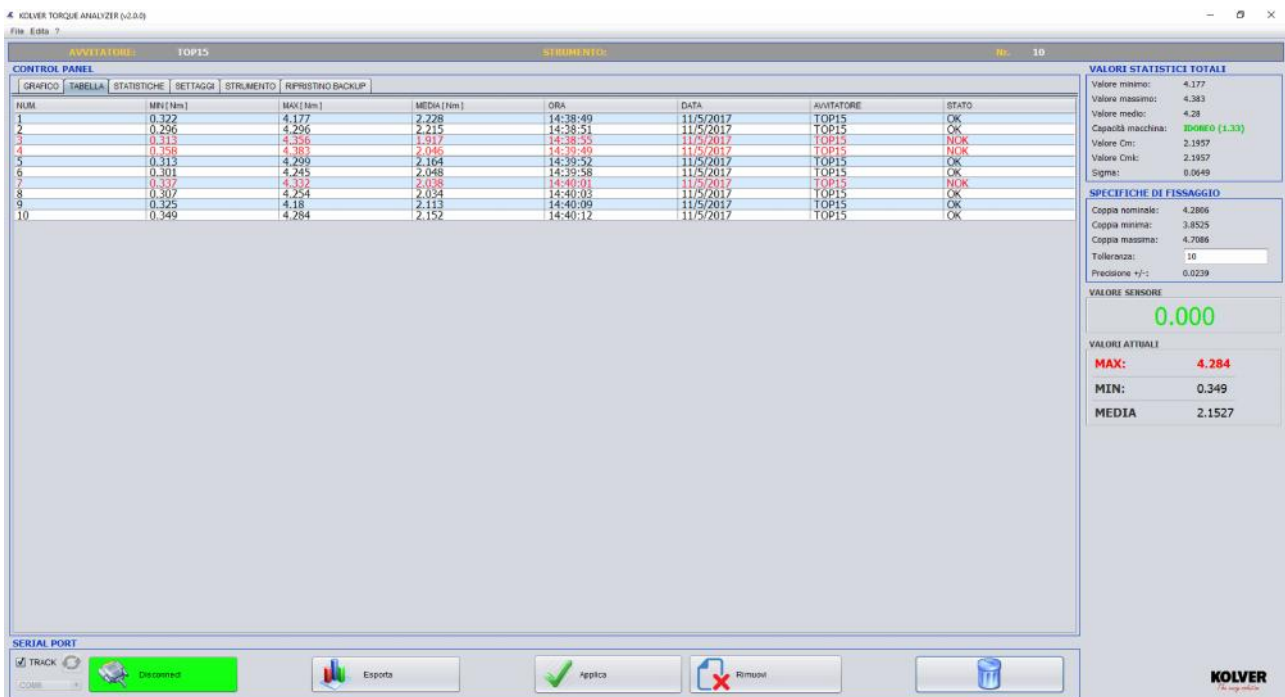 KOLVER TORQUE ANALYZER (v2.0.0)
File Edita ?
AVVITATORE: TOP15 STRUMENTO: Nr. 10
CONTROL PANEL
GRAFICO TABELLA STATISTICHE SETTAGGI STRUMENTO RIPRISTINO BACKUP
NUM. MIN [ Nm ] MAX [ Nm ] MEDIA [ Nm ] ORA DATA AVVITATORE STATO
1 0.322 4.177 2.228 14:38:49 11/5/2017 TOP15 OK
2 0.296 4.296 2.215 14:38:51 11/5/2017 TOP15 OK
3 0.313 4.356 1.917 14:38:55 11/5/2017 TOP15 NOK
4 0.358 4.383 2.046 14:39:49 11/5/2017 TOP15 NOK
5 0.313 4.299 2.164 14:39:52 11/5/2017 TOP15 OK
6 0.301 4.245 2.048 14:39:58 11/5/2017 TOP15 OK
7 0.337 4.332 2.038 14:40:01 11/5/2017 TOP15 NOK
8 0.307 4.254 2.034 14:40:03 11/5/2017 TOP15 OK
9 0.325 4.18 2.113 14:40:09 11/5/2017 TOP15 OK
10 0.349 4.284 2.152 14:40:12 11/5/2017 TOP15 OK
VALORI STATISTICI TOTALI
Valore minimo: 4.177
Valore massimo: 4.383
Valore medio: 4.28
Capacità macchina: IDONEO (1.33)
Valore Cm: 2.1957
Valore Cmk: 2.1957
Sigma: 0.0649
SPECIFICHE DI FISSAGGIO
Coppia nominale: 4.2806
Coppia minima: 3.8525
Coppia massima: 4.7086
Tolleranza: 10
Precisione +/-: 0.0239
VALORE SENSORE
0.000
VALORI ATTUALI
MAX: 4.284
MIN: 0.349
MEDIA 2.1527
SERIAL PORT
TRACK
Disconnect
Esporta
Applica
Rimuovi
KOLVER